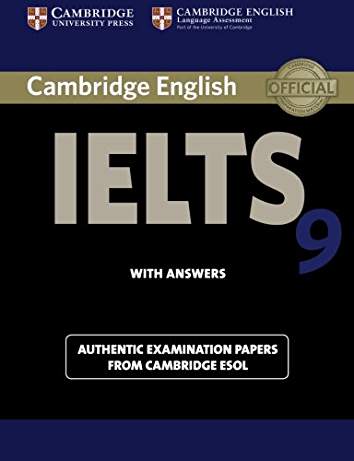 CAMBRIDGE
UNIVERSITY PRESS
CAMBRIDGE ENGLISH
Language Assessment
Part of the University of Cambridge
Cambridge English
OFFICIAL
IELTS
9
WITH ANSWERS
AUTHENTIC EXAMINATION PAPERS
FROM CAMBRIDGE ESOL